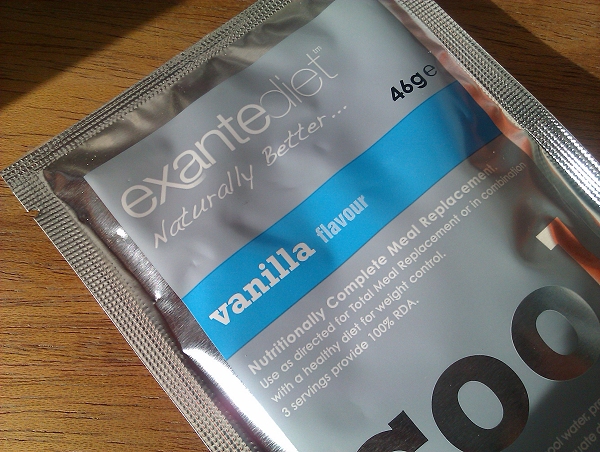 exantediet™
Naturally Better...
46g e
vanilla flavour
Nutritionally Complete Meal Replacement.
Use as directed for Total Meal Replacement or in combination
with a healthy diet for weight control.
3 servings provide 100% RDA.